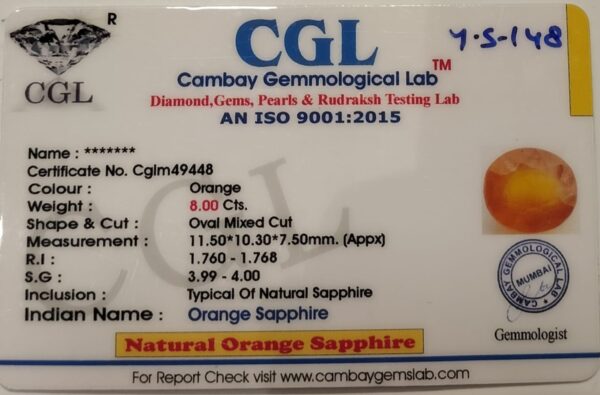 R
CGL
CGL TM
Y.S-148
Cambay Gemmological Lab
Diamond,Gems, Pearls & Rudraksh Testing Lab
AN ISO 9001:2015
Name : *******
Certificate No. Cglm49448
Colour : Orange
Weight : 8.00 Cts.
Shape & Cut : Oval Mixed Cut
Measurement : 11.50*10.30*7.50mm. (Appx)
R.I : 1.760 - 1.768
S.G : 3.99 - 4.00
Inclusion : Typical Of Natural Sapphire
Indian Name : Orange Sapphire
CAMBAY GEMMOLOGICAL LAB
MUMBAI
Gemmologist
Natural Orange Sapphire
For Report Check visit www.cambaygemslab.com
CGL